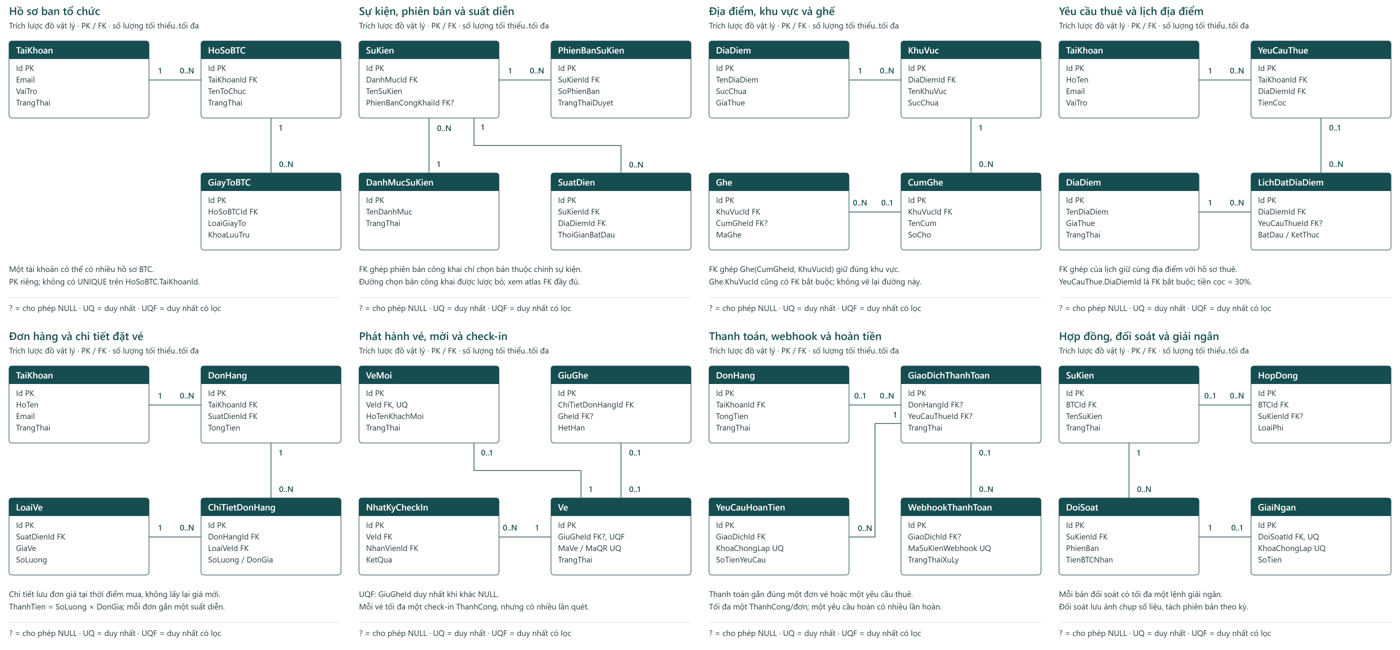 Hồ sơ ban tổ chức
Trích lược đồ vật lý · PK / FK · số lượng tối thiểu..tối đa
TaiKhoan
Id PK
Email
VaiTro
TrangThai
1 0..N
HoSoBTC
Id PK
TaiKhoanId FK
TenToChuc
TrangThai
1
0..N
GiayToBTC
Id PK
HoSoBTCId FK
LoaiGiayTo
KhoaLuuTru
Một tài khoản có thể có nhiều hồ sơ BTC.
PK riêng; không có UNIQUE trên HoSoBTC.TaiKhoanId.
? = cho phép NULL · UQ = duy nhất · UQF = duy nhất có lọc
Sự kiện, phiên bản và suất diễn
Trích lược đồ vật lý · PK / FK · số lượng tối thiểu..tối đa
SuKien
Id PK
DanhMucId FK
TenSuKien
PhienBanCongKhaiId FK?
1 0..N
PhienBanSuKien
Id PK
SuKienId FK
SoPhienBan
TrangThaiDuyet
0..N
1
1
0..N
DanhMucSuKien
Id PK
TenDanhMuc
TrangThai
SuatDien
Id PK
SuKienId FK
DiaDiemId FK
ThoiGianBatDau
FK ghép phiên bản công khai chỉ chọn bản thuộc chính sự kiện.
Đường chọn bản công khai được lược bỏ; xem atlas FK đầy đủ.
? = cho phép NULL · UQ = duy nhất · UQF = duy nhất có lọc
Địa điểm, khu vực và ghế
Trích lược đồ vật lý · PK / FK · số lượng tối thiểu..tối đa
DiaDiem
Id PK
TenDiaDiem
SucChua
GiaThue
1 0..N
KhuVuc
Id PK
DiaDiemId FK
TenKhuVuc
SucChua
1
0..N
Ghe
Id PK
KhuVucId FK
CumGheId FK?
MaGhe
0..N 0..1
CumGhe
Id PK
KhuVucId FK
TenCum
SoCho
FK ghép Ghe(CumGheId, KhuVucId) giữ đúng khu vực.
Ghe.KhuVucId cũng có FK bắt buộc; không vẽ lại đường này.
? = cho phép NULL · UQ = duy nhất · UQF = duy nhất có lọc
Yêu cầu thuê và lịch địa điểm
Trích lược đồ vật lý · PK / FK · số lượng tối thiểu..tối đa
TaiKhoan
Id PK
HoTen
Email
VaiTro
1 0..N
YeuCauThue
Id PK
TaiKhoanId FK
DiaDiemId FK
TienCoc
0..1
0..N
DiaDiem
Id PK
TenDiaDiem
GiaThue
TrangThai
1 0..N
LichDatDiaDiem
Id PK
DiaDiemId FK
YeuCauThueId FK?
BatDau / KetThuc
FK ghép của lịch giữ cùng địa điểm với hồ sơ thuê.
YeuCauThue.DiaDiemId là FK bắt buộc; tiền cọc = 30%.
? = cho phép NULL · UQ = duy nhất · UQF = duy nhất có lọc
Đơn hàng và chi tiết đặt vé
Trích lược đồ vật lý · PK / FK · số lượng tối thiểu..tối đa
TaiKhoan
Id PK
HoTen
Email
TrangThai
1 0..N
DonHang
Id PK
TaiKhoanId FK
SuatDienId FK
TongTien
1
0..N
LoaiVe
Id PK
SuatDienId FK
GiaVe
SoLuong
1 0..N
ChiTietDonHang
Id PK
DonHangId FK
LoaiVeId FK
SoLuong / DonGia
Chi tiết lưu đơn giá tại thời điểm mua, không lấy lại giá mới.
ThanhTien = SoLuong × DonGia; mỗi đơn gắn một suất diễn.
? = cho phép NULL · UQ = duy nhất · UQF = duy nhất có lọc
Phát hành vé, mời và check-in
Trích lược đồ vật lý · PK / FK · số lượng tối thiểu..tối đa
VeMoi
Id PK
VeId FK, UQ
HoTenKhachMoi
TrangThai
GiuGhe
Id PK
ChiTietDonHangId FK
GheId FK?
HetHan
0..1
1
0..1
0..1
NhatKyCheckIn
Id PK
VeId FK
NhanVienId FK
KetQua
0..N 1
Ve
Id PK
GiuGheId FK?, UQF
MaVe / MaQR UQ
TrangThai
UQF: GiuGheId duy nhất khi khác NULL.
Mỗi vé tối đa một check-in ThanhCong, nhưng có nhiều lần quét.
? = cho phép NULL · UQ = duy nhất · UQF = duy nhất có lọc
Thanh toán, webhook và hoàn tiền
Trích lược đồ vật lý · PK / FK · số lượng tối thiểu..tối đa
DonHang
Id PK
TaiKhoanId FK
TongTien
TrangThai
0..1 0..N
1
GiaoDichThanhToan
Id PK
DonHangId FK?
YeuCauThueId FK?
TrangThai
0..1
0..N
YeuCauHoanTien
Id PK
GiaoDichId FK
KhoaChongLap UQ
SoTienYeuCau
0..N
WebhookThanhToan
Id PK
GiaoDichId FK?
MaSuKienWebhook UQ
TrangThaiXuLy
Thanh toán gắn đúng một đơn vé hoặc một yêu cầu thuê.
Tối đa một ThanhCong/đơn; một yêu cầu hoàn có nhiều lần hoàn.
? = cho phép NULL · UQ = duy nhất · UQF = duy nhất có lọc
Hợp đồng, đối soát và giải ngân
Trích lược đồ vật lý · PK / FK · số lượng tối thiểu..tối đa
SuKien
Id PK
BTCId FK
TenSuKien
TrangThai
0..1 0..N
HopDong
Id PK
BTCId FK
SuKienId FK?
LoaiPhi
1
0..N
DoiSoat
Id PK
SuKienId FK
PhienBan
TienBTCNhan
1 0..1
GiaiNgan
Id PK
DoiSoatId FK, UQ
KhoaChongLap UQ
SoTien
Mỗi bản đối soát có tối đa một lệnh giải ngân.
Đối soát lưu ảnh chụp số liệu, tách phiên bản theo kỳ.
? = cho phép NULL · UQ = duy nhất · UQF = duy nhất có lọc